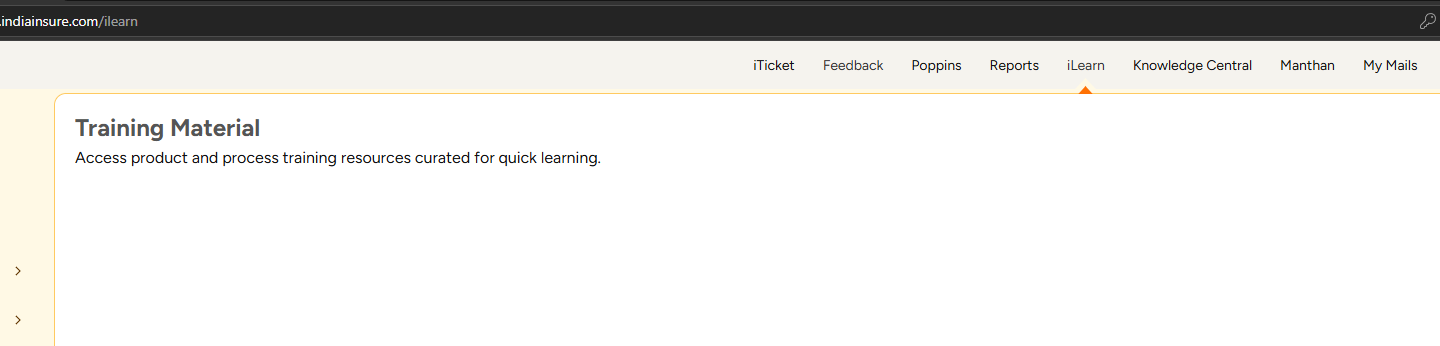 .indiainsure.com/ilearn
iTicket Feedback Poppins Reports iLearn Knowledge Central Manthan My Mails
Training Material
Access product and process training resources curated for quick learning.